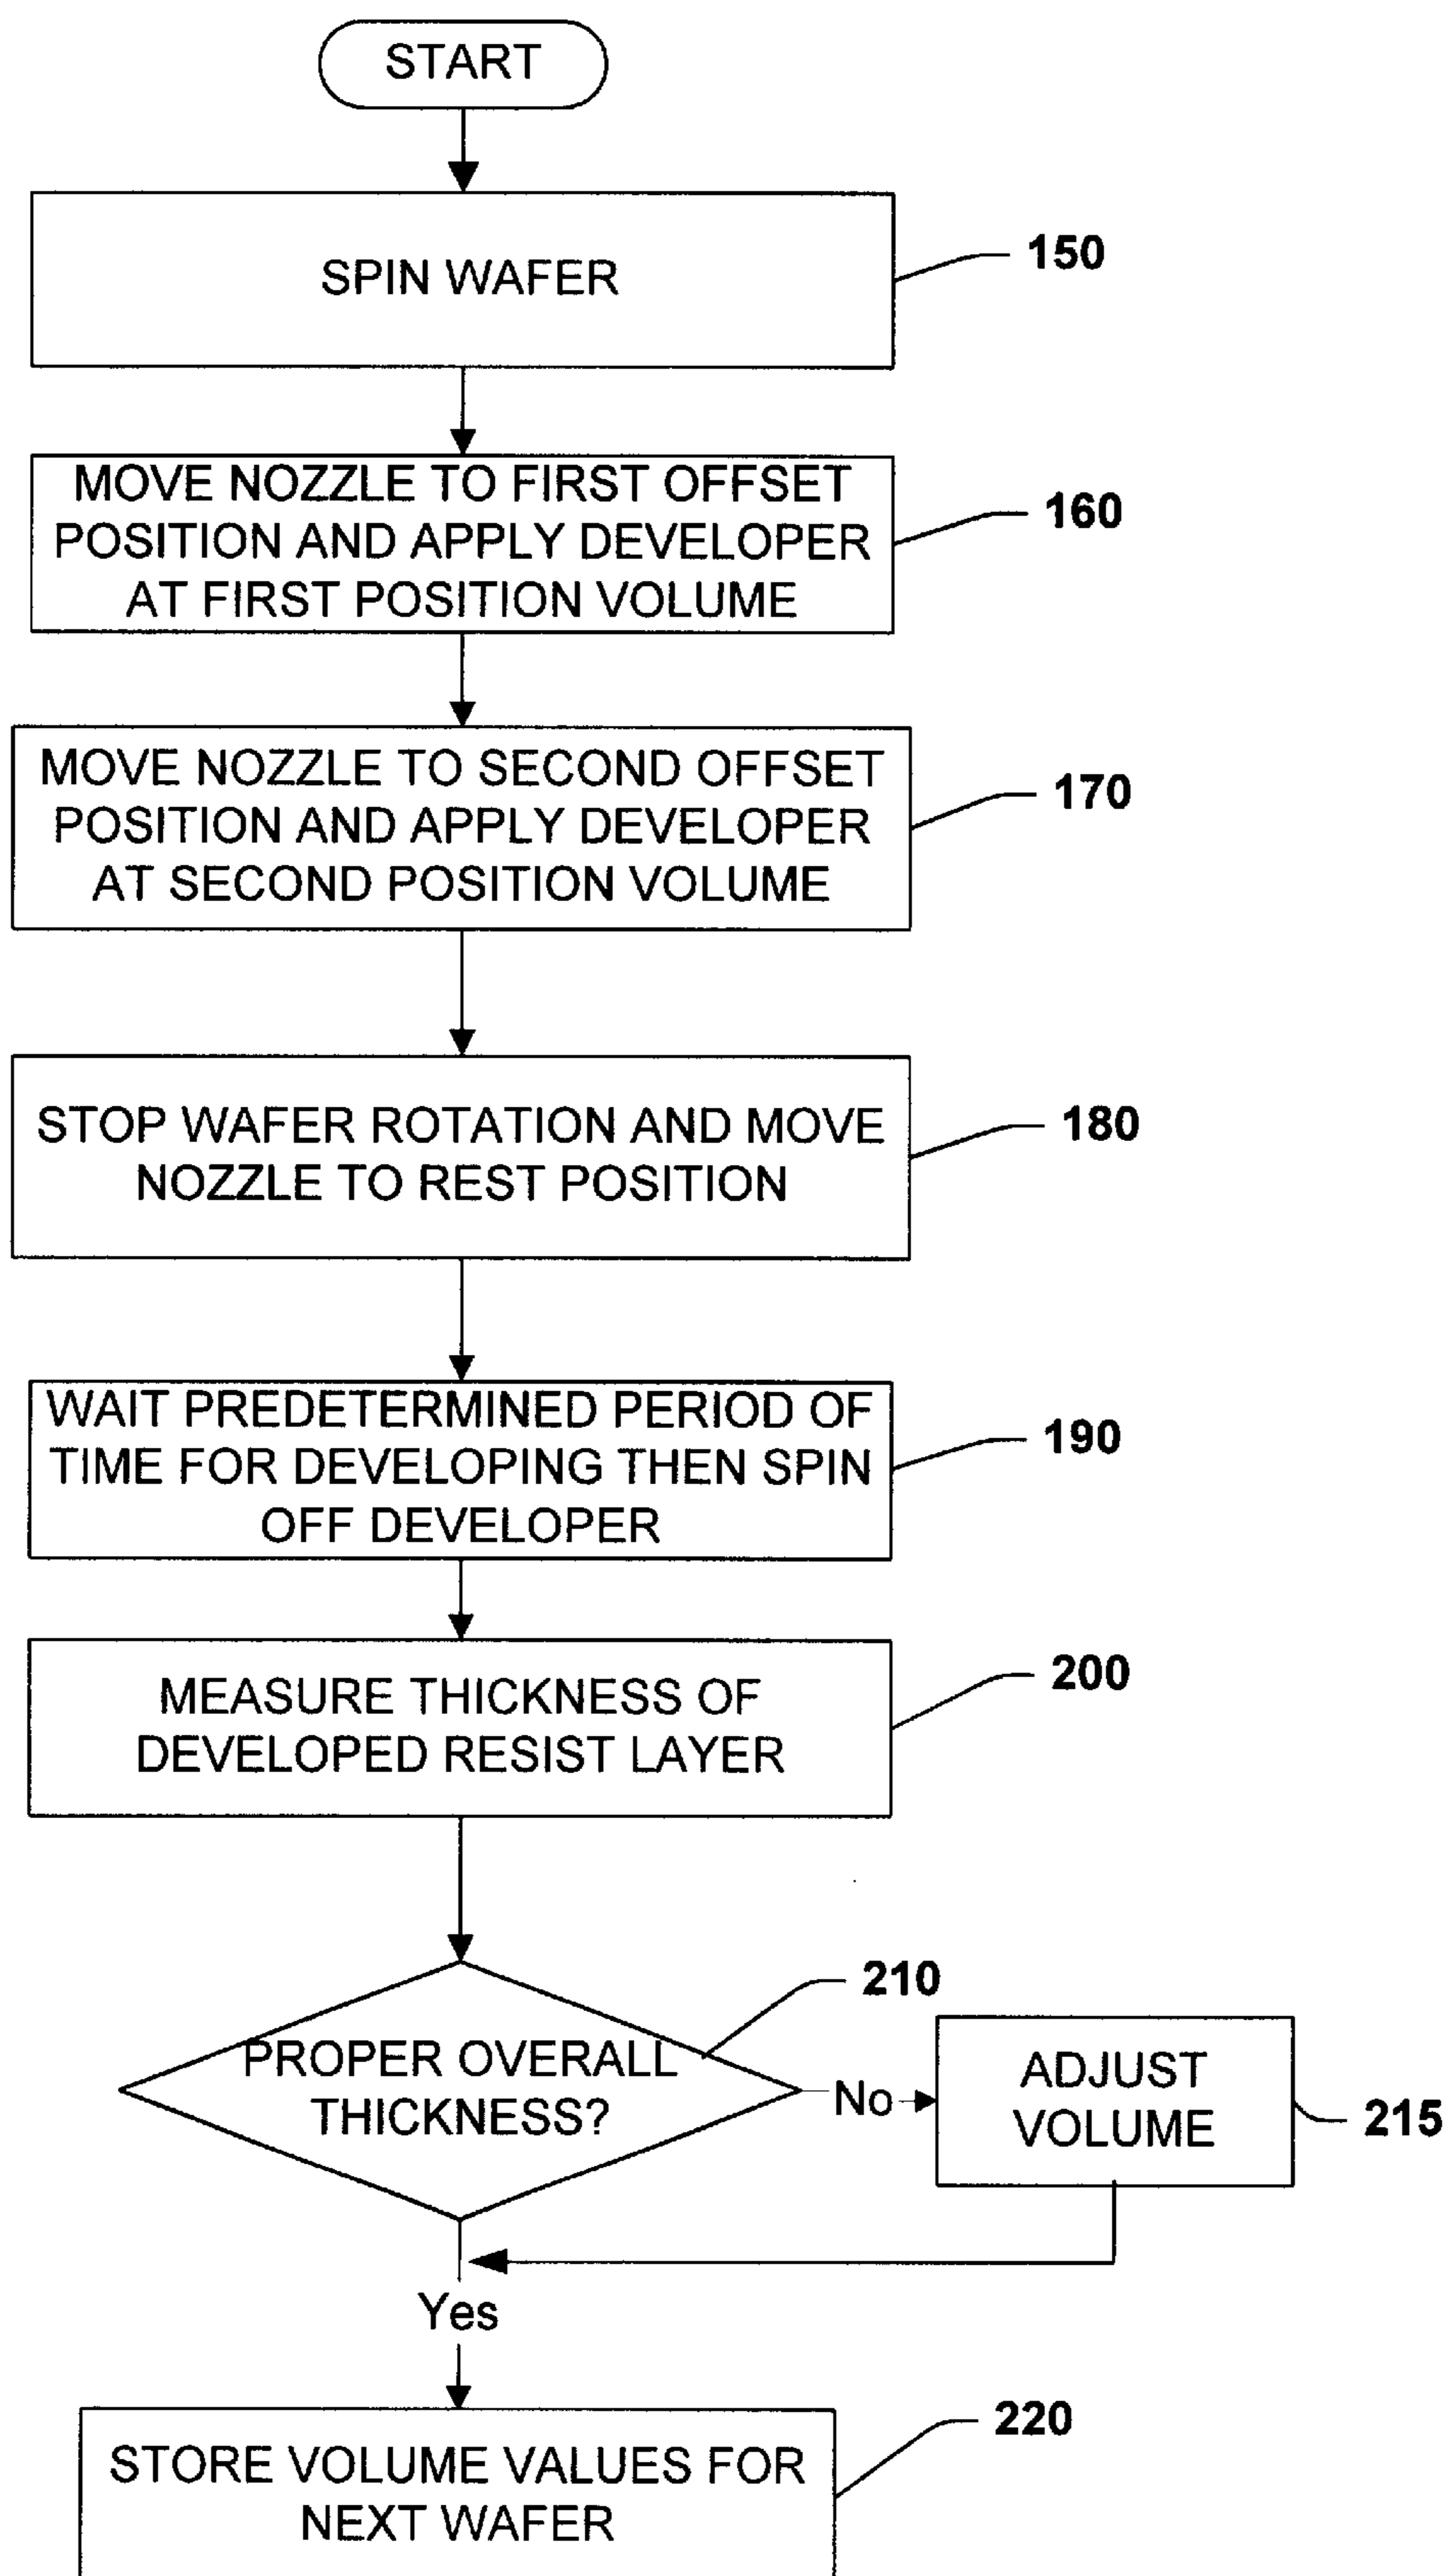 START
SPIN WAFER
150
MOVE NOZZLE TO FIRST OFFSET
POSITION AND APPLY DEVELOPER
AT FIRST POSITION VOLUME
160
MOVE NOZZLE TO SECOND OFFSET
POSITION AND APPLY DEVELOPER
AT SECOND POSITION VOLUME
170
STOP WAFER ROTATION AND MOVE
NOZZLE TO REST POSITION
180
WAIT PREDETERMINED PERIOD OF
TIME FOR DEVELOPING THEN SPIN
OFF DEVELOPER
190
MEASURE THICKNESS OF
DEVELOPED RESIST LAYER
200
PROPER OVERALL
THICKNESS?
210
No
ADJUST
VOLUME
215
Yes
STORE VOLUME VALUES FOR
NEXT WAFER
220